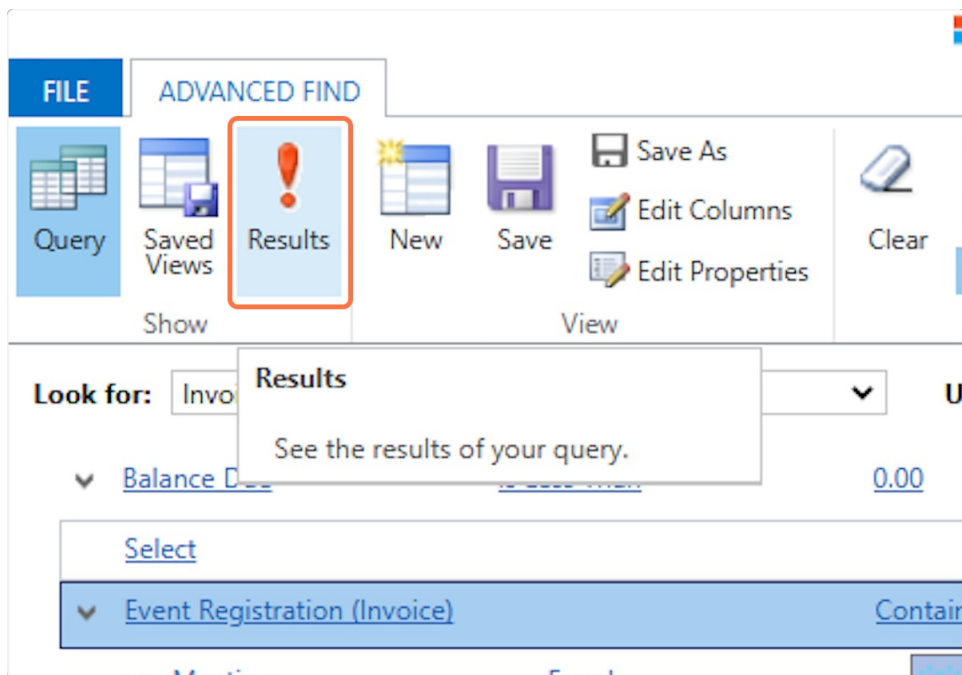 FILE
ADVANCED FIND
Query
Saved
Views
Results
New
Save
Save As
Edit Columns
Edit Properties
Clear
Show
View
Look for:
Results
See the results of your query.
Balance
0.00
Select
Event Registration (Invoice)